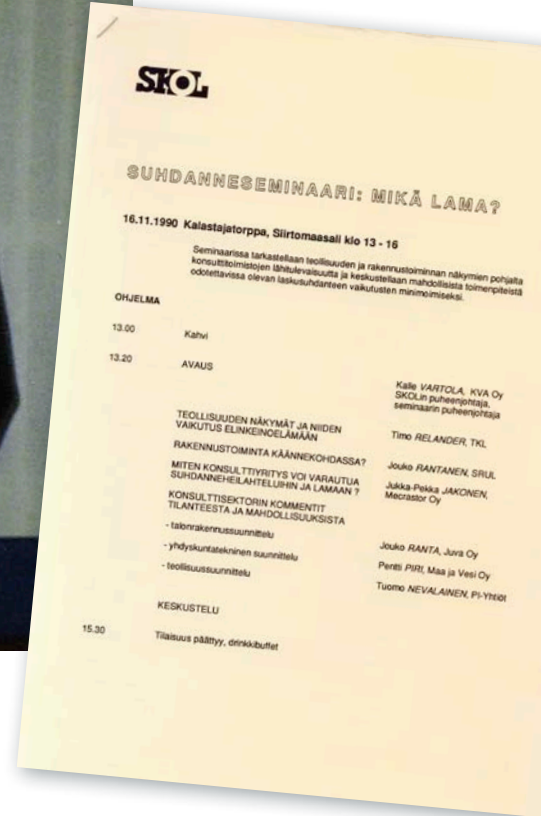 SKOL
SUHDANNESEMINAARI: MIKÄ LAMA?
16.11.1990 Kalastajatorppa, Siirtomaasali klo 13 - 16
Seminaarissa tarkastellaan teollisuuden ja rakennustoiminnan näkymien pohjalta
konsulttitoimistojen lähitulevaisuutta ja keskustellaan mahdollisista toimenpiteistä
odotettavissa olevan laskusuhdanteen vaikutusten minimoimiseksi.
OHJELMA
13.00 Kahvi
13.20 AVAUS
Kalle VARTOLA, KVA Oy
SKOLin puheenjohtaja,
seminaarin puheenjohtaja
TEOLLISUUDEN NÄKYMÄT JA NIIDEN
VAIKUTUS ELINKEINOELÄMÄÄN
Timo RELANDER, TKL
RAKENNUSTOIMINTA KÄÄNNEKOHDASSA?
Jouko RANTANEN, SRUL
MITEN KONSULTTIYRITYS VOI VARAUTUA
SUHDANNEHEILAHTELUIHIN JA LAMAAN ?
Jukka-Pekka JAKONEN,
Mecrastor Oy
KONSULTTISEKTORIN KOMMENTIT
TILANTEESTA JA MAHDOLLISUUKSISTA
- talonrakennussuunnittelu
Jouko RANTA, Juva Oy
- yhdyskuntatekninen suunnittelu
Pentti PIRI, Maa ja Vesi Oy
- teollisuussuunnittelu
Tuomo NEVALAINEN, PI-Yhtiöt
KESKUSTELU
15.30 Tilaisuus päättyy, drinkkibuffet